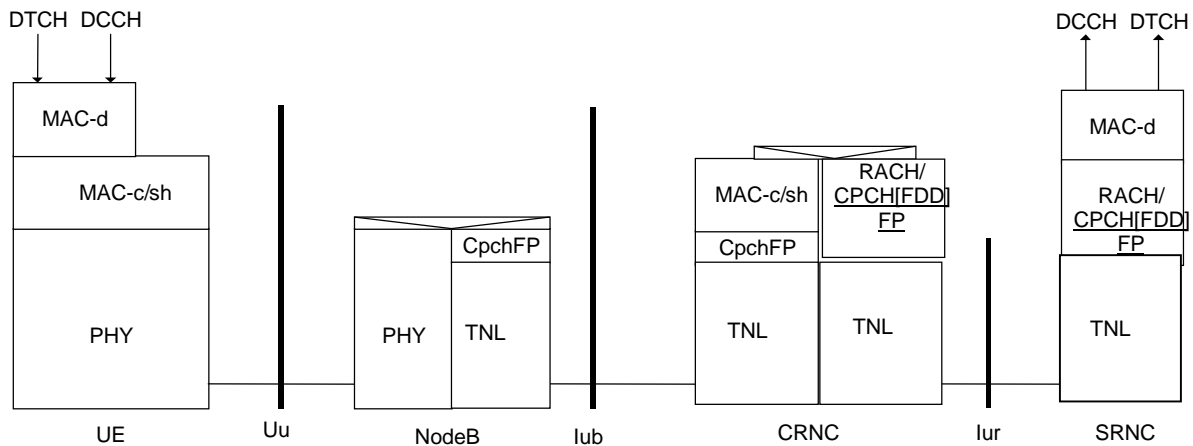 DTCH DCCH
DCCH DTCH
MAC-d
MAC-d
MAC-c/sh
MAC-c/sh
RACH/
CPCH[FDD]
FP
RACH/
CPCH[FDD]
FP
CpchFP
CpchFP
PHY
PHY
TNL
TNL
TNL
TNL
UE
Uu
NodeB
Iub
CRNC
Iur
SRNC